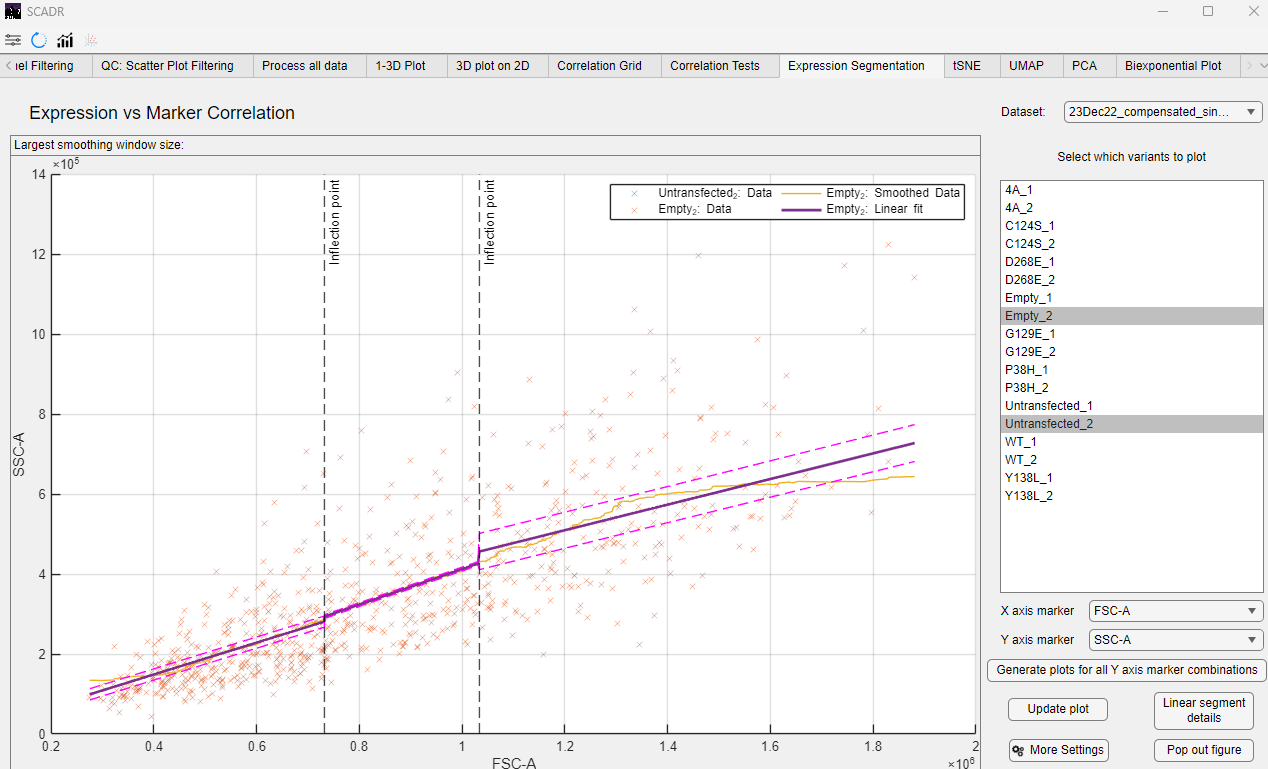 SCADR
el Filtering
QC: Scatter Plot Filtering
Process all data
1-3D Plot
3D plot on 2D
Correlation Grid
Correlation Tests
Expression Segmentation
tSNE
UMAP
PCA
Biexponential Plot
Expression vs Marker Correlation
Largest smoothing window size:
×10⁵
14
12
10
8
6
4
2
0
SSC-A
Inflection point
Inflection point
Untransfected₂: Data
Empty₂: Smoothed Data
Empty₂: Data
Empty₂: Linear fit
0.2
0.4
0.6
0.8
1
1.2
1.4
1.6
1.8
2
×10⁶
FSC-A
Dataset:
23Dec22_compensated_sin...
Select which variants to plot
4A_1
4A_2
C124S_1
C124S_2
D268E_1
D268E_2
Empty_1
Empty_2
G129E_1
G129E_2
P38H_1
P38H_2
Untransfected_1
Untransfected_2
WT_1
WT_2
Y138L_1
Y138L_2
X axis marker
FSC-A
Y axis marker
SSC-A
Generate plots for all Y axis marker combinations
Update plot
Linear segment
details
More Settings
Pop out figure